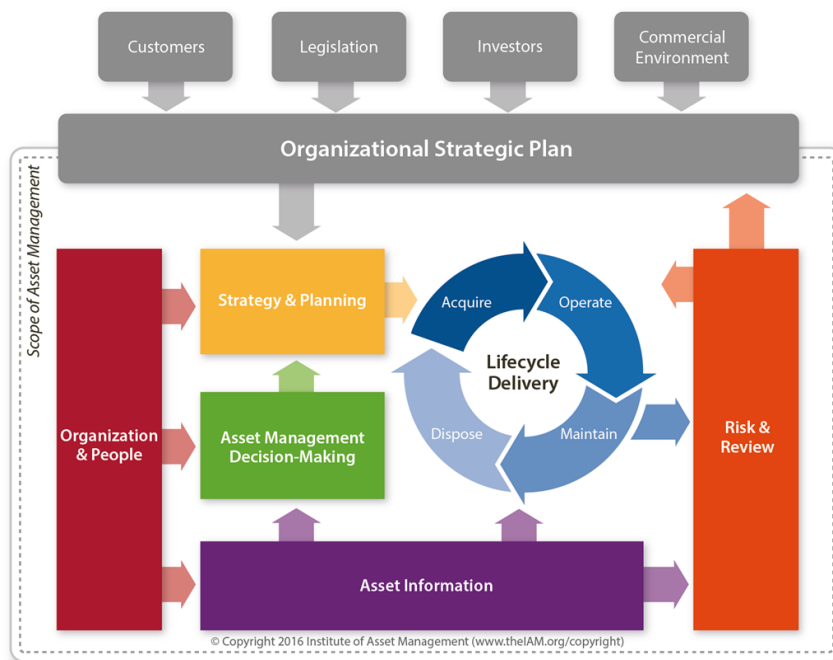 Customers
Legislation
Investors
Commercial
Environment
Organizational Strategic Plan
Scope of Asset Management
Strategy & Planning
Acquire
Operate
Lifecycle
Delivery
Organization
& People
Asset Management
Decision-Making
Dispose
Maintain
Risk &
Review
Asset Information
© Copyright 2016 Institute of Asset Management (www.theIAM.org/copyright)